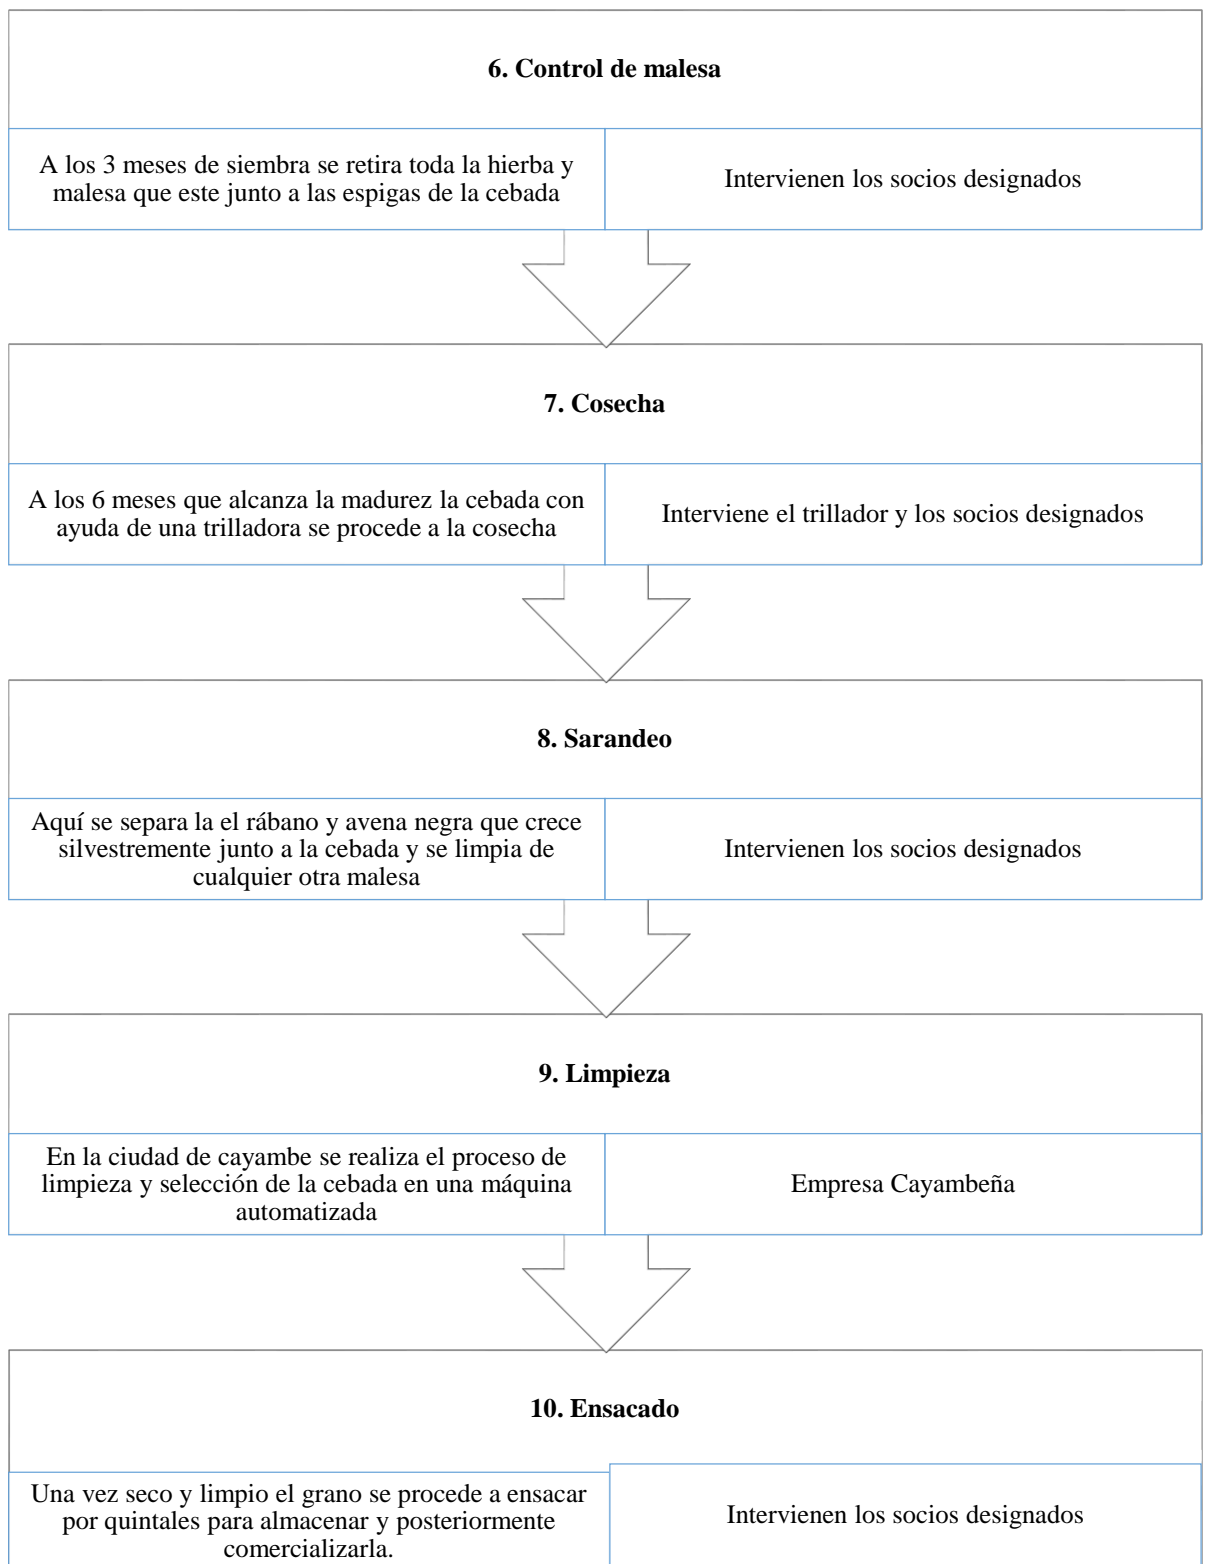 6. Control de malesa
A los 3 meses de siembra se retira toda la hierba y
malesa que este junto a las espigas de la cebada
Intervienen los socios designados
7. Cosecha
A los 6 meses que alcanza la madurez la cebada con
ayuda de una trilladora se procede a la cosecha
Interviene el trillador y los socios designados
8. Sarandeo
Aquí se separa la el rábano y avena negra que crece
silvestremente junto a la cebada y se limpia de
cualquier otra malesa
Intervienen los socios designados
9. Limpieza
En la ciudad de cayambe se realiza el proceso de
limpieza y selección de la cebada en una máquina
automatizada
Empresa Cayambeña
10. Ensacado
Una vez seco y limpio el grano se procede a ensacar
por quintales para almacenar y posteriormente
comercializarla.
Intervienen los socios designados